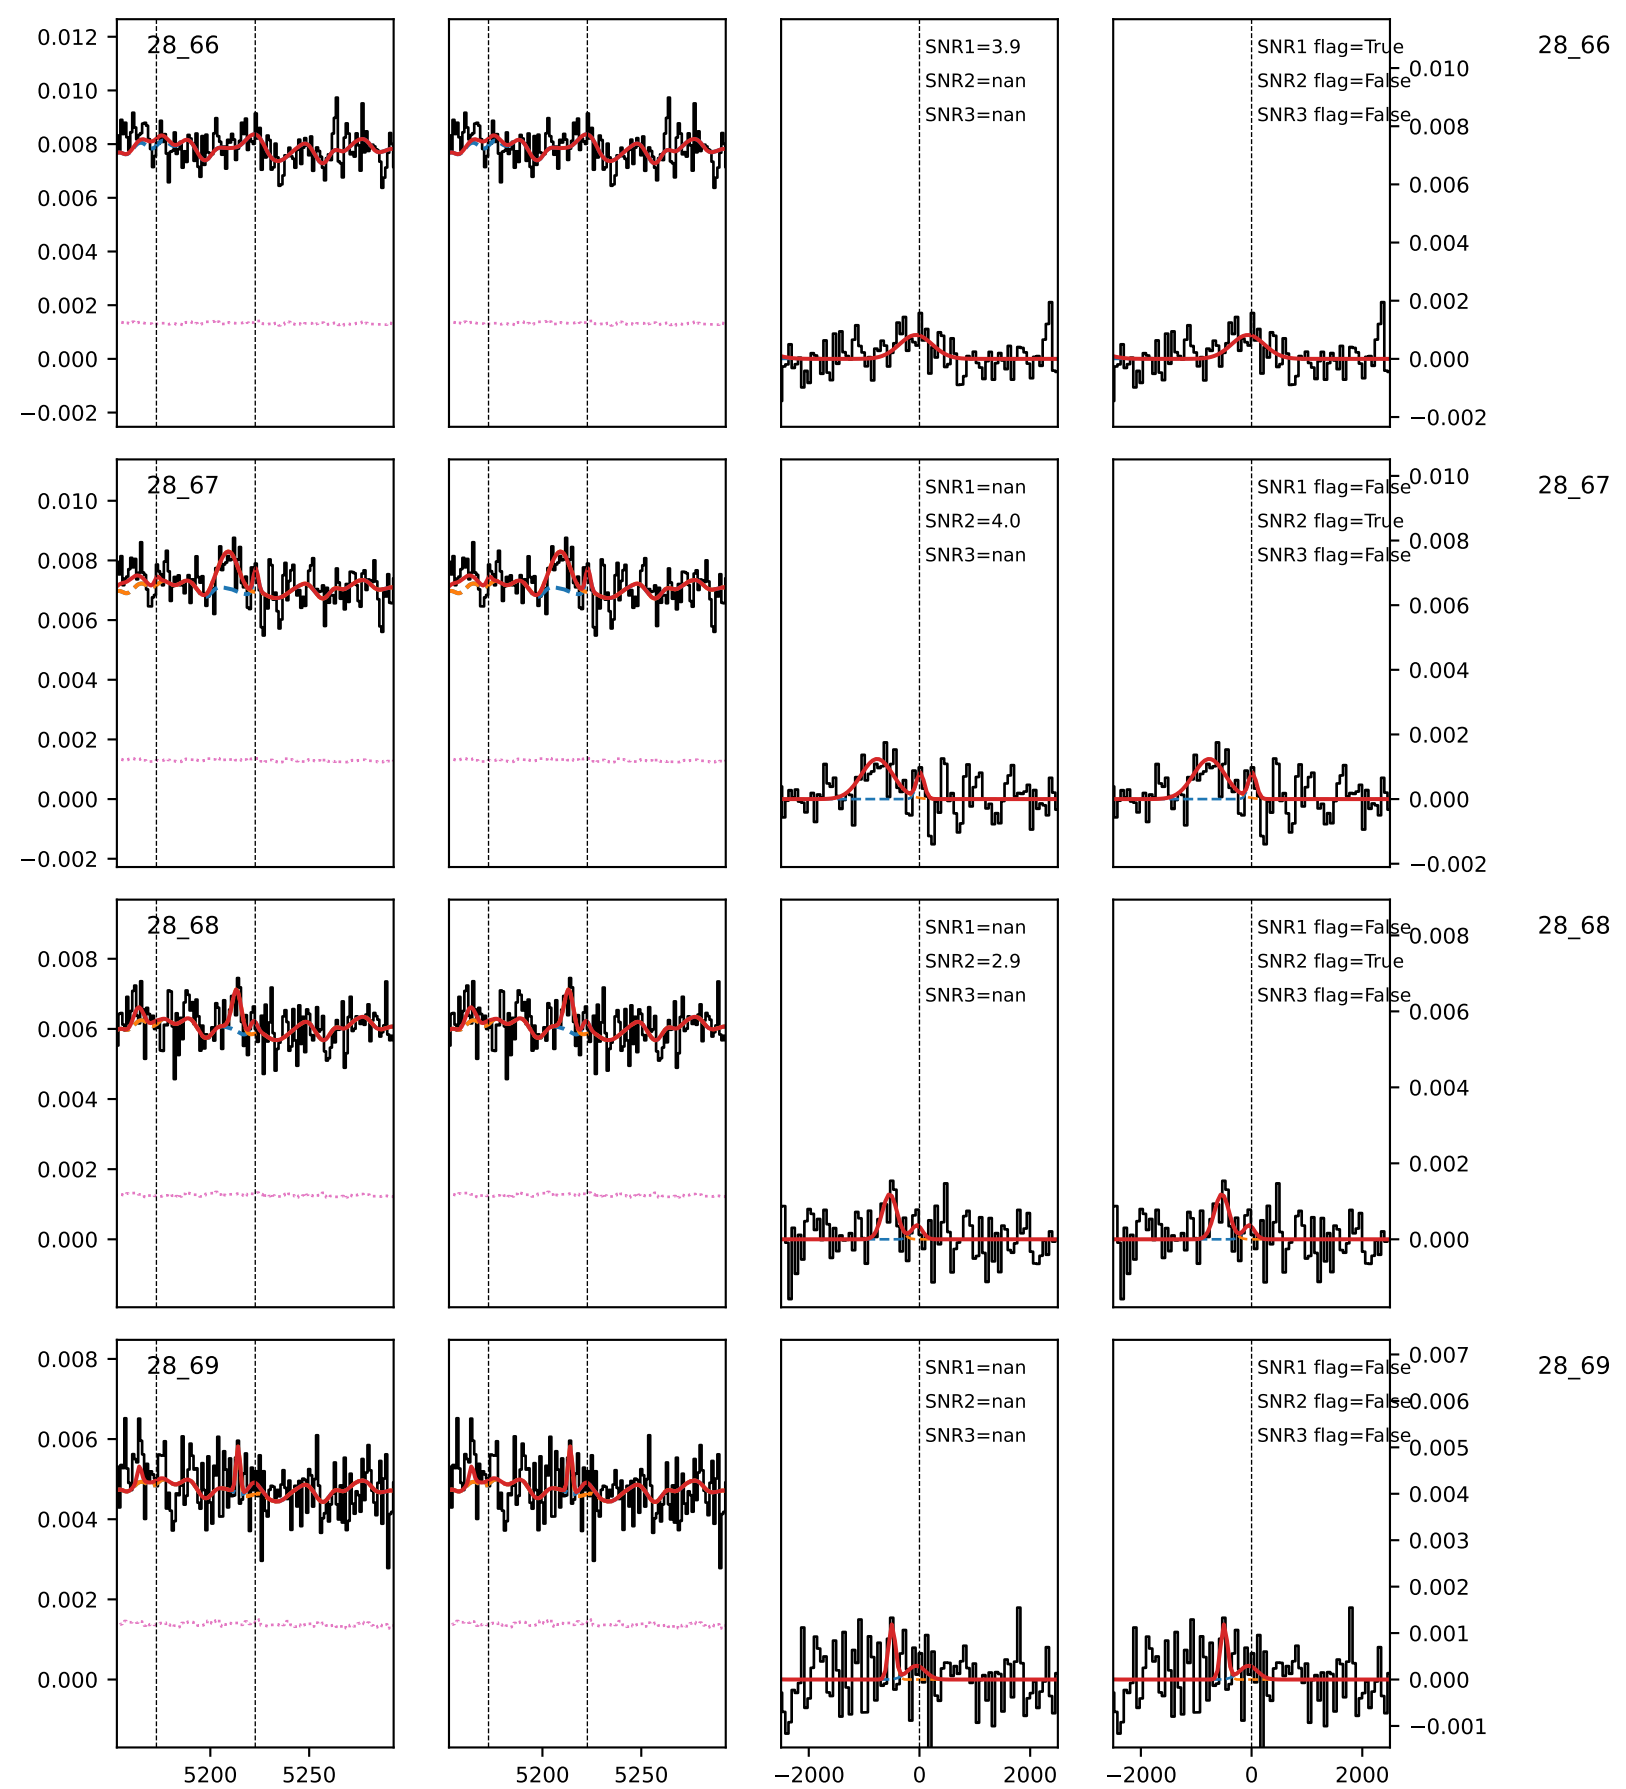 28_66
0.012
0.010
0.008
0.006
0.004
0.002
0.000
−0.002
SNR1=3.9
SNR2=nan
SNR3=nan
SNR1 flag=True
SNR2 flag=False
SNR3 flag=False
0.010
0.008
0.006
0.004
0.002
0.000
−0.002
28_66
28_67
0.010
0.008
0.006
0.004
0.002
0.000
−0.002
SNR1=nan
SNR2=4.0
SNR3=nan
SNR1 flag=False
SNR2 flag=True
SNR3 flag=False
0.010
0.008
0.006
0.004
0.002
0.000
−0.002
28_67
28_68
0.008
0.006
0.004
0.002
0.000
SNR1=nan
SNR2=2.9
SNR3=nan
SNR1 flag=False
SNR2 flag=True
SNR3 flag=False
0.008
0.006
0.004
0.002
0.000
28_68
28_69
0.008
0.006
0.004
0.002
0.000
SNR1=nan
SNR2=nan
SNR3=nan
SNR1 flag=False
SNR2 flag=False
SNR3 flag=False
0.007
0.006
0.005
0.004
0.003
0.002
0.001
0.000
−0.001
28_69
5200 5250
5200 5250
−2000 0 2000
−2000 0 2000